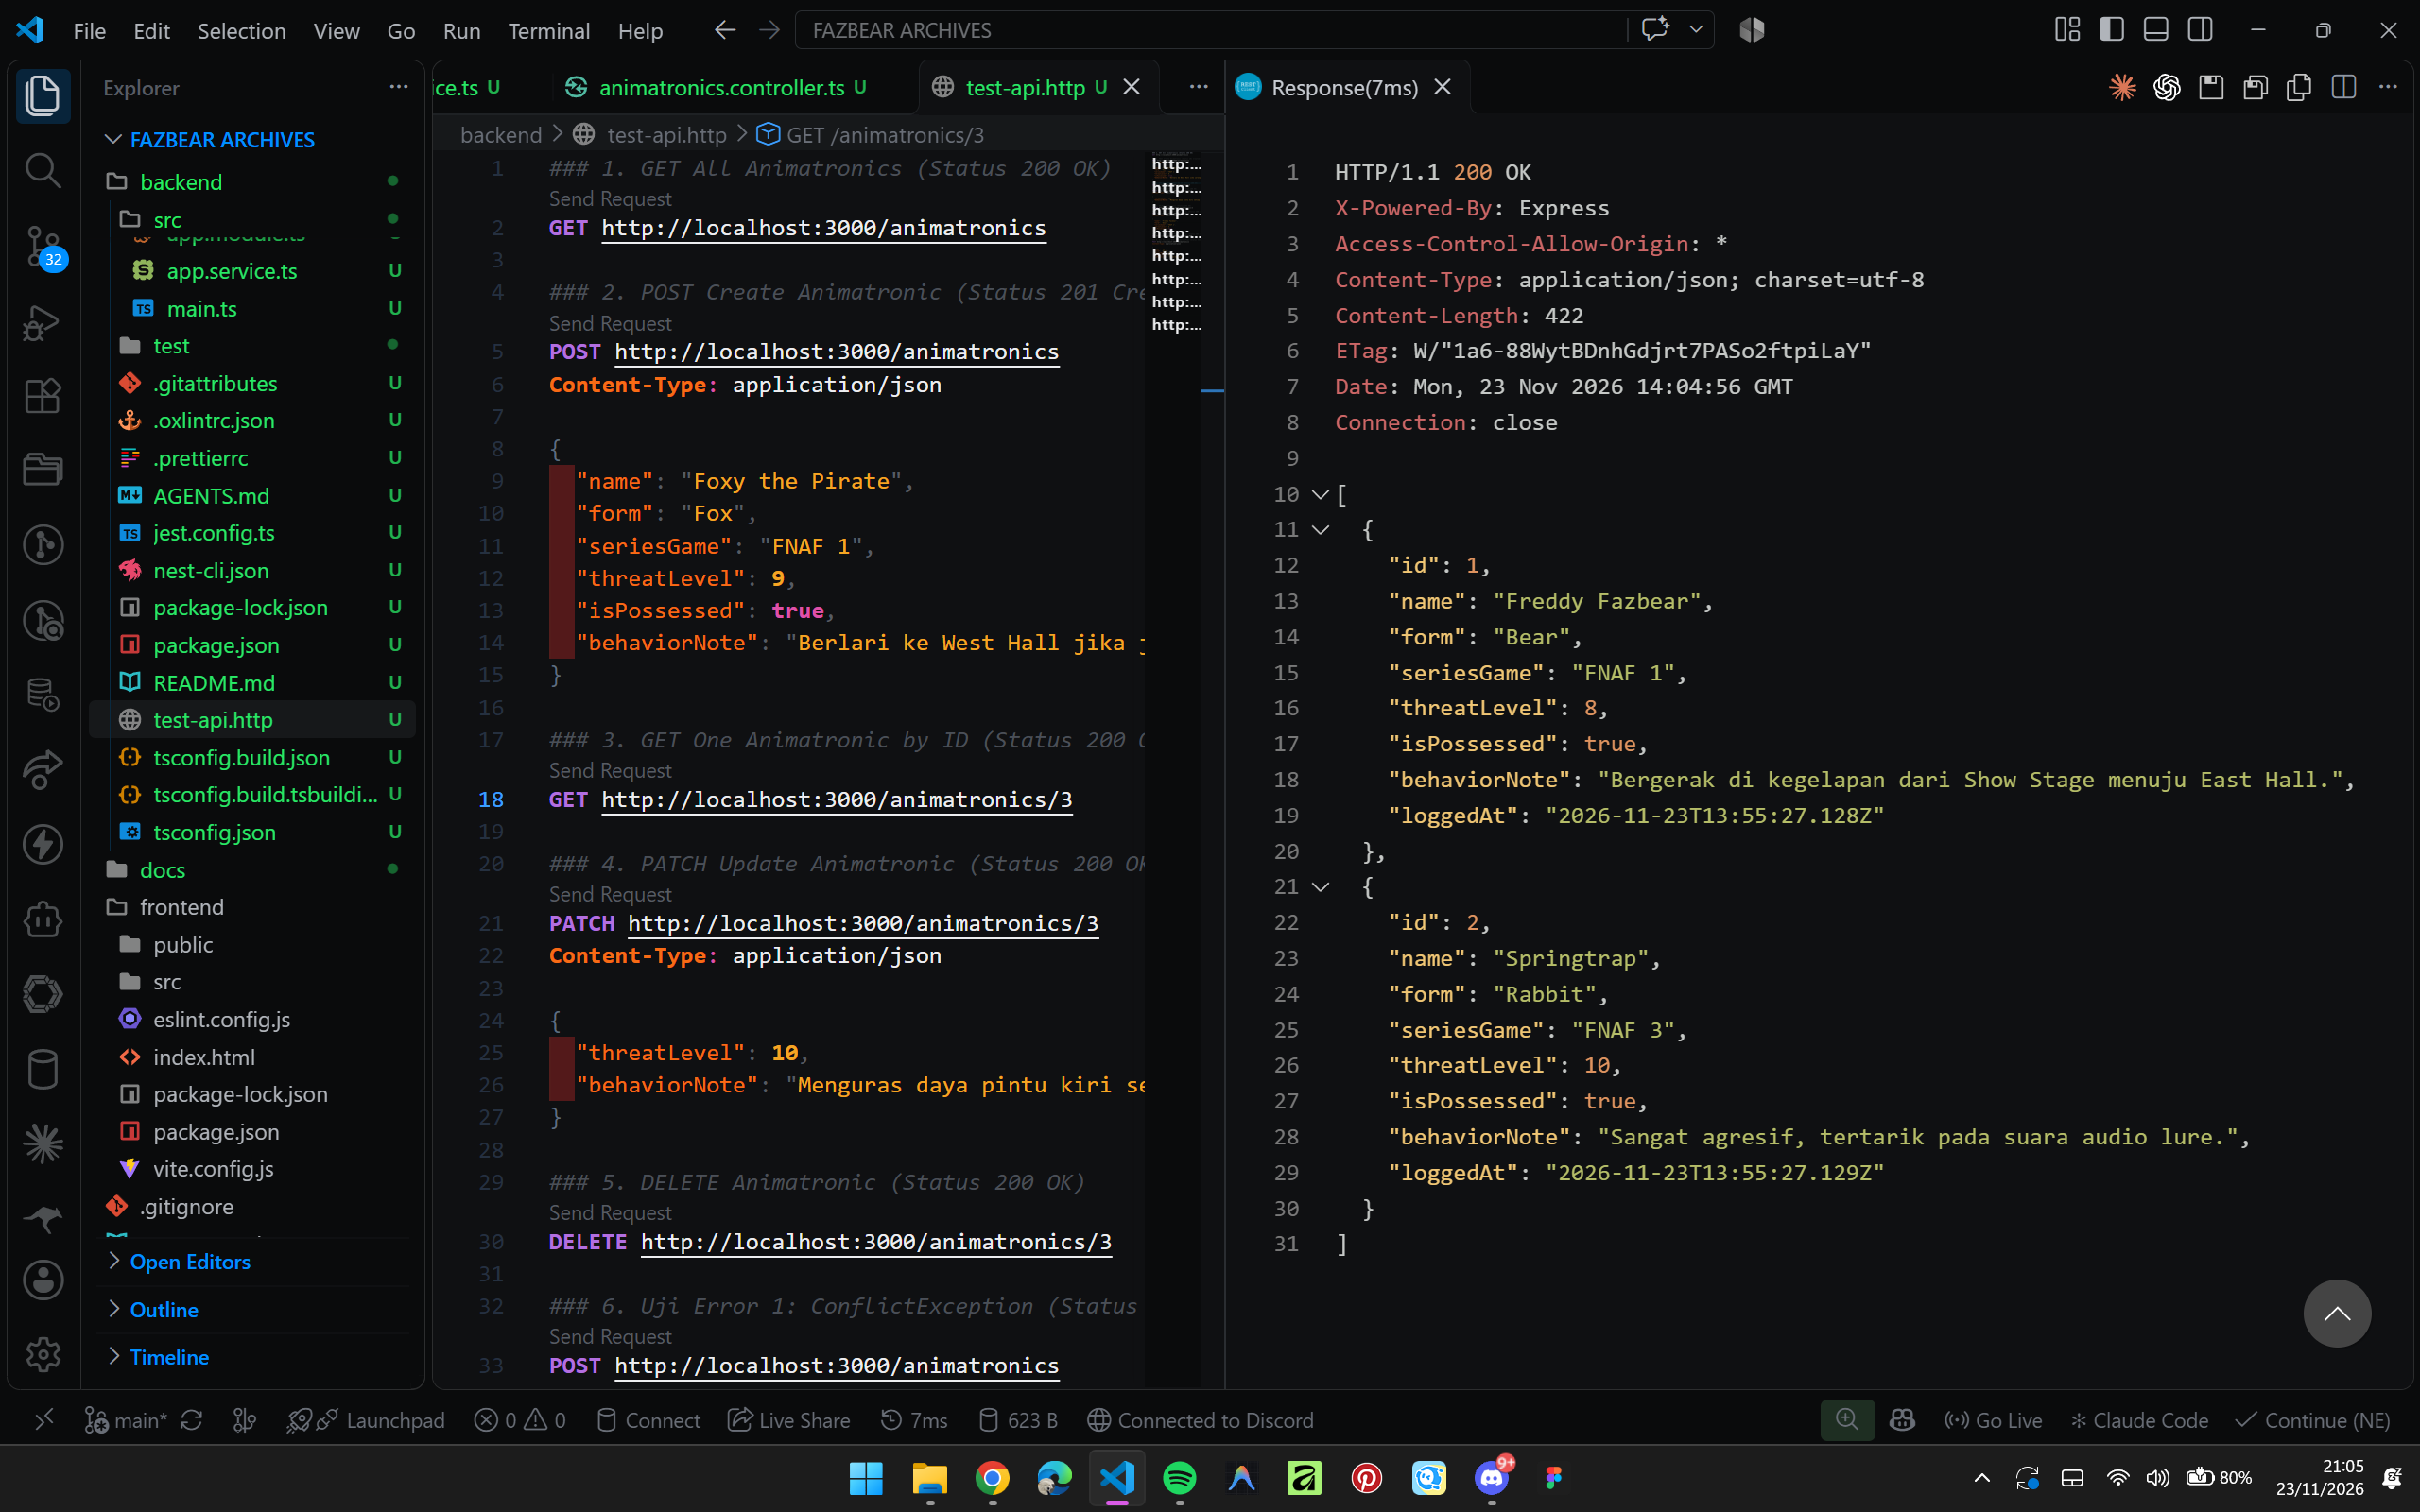 File Edit Selection View Go Run Terminal Help
FAZBEAR ARCHIVES
Explorer
FAZBEAR ARCHIVES
backend
src
app.module.ts
app.service.ts U
main.ts U
test
.gitattributes U
.oxlintrc.json U
.prettierrc U
AGENTS.md U
jest.config.ts U
nest-cli.json U
package-lock.json U
package.json U
README.md U
test-api.http U
tsconfig.build.json U
tsconfig.build.tsbuildi... U
tsconfig.json U
docs
frontend
public
src
eslint.config.js
index.html
package-lock.json
package.json
vite.config.js
.gitignore
Open Editors
Outline
Timeline
32
ice.ts U
animatronics.controller.ts U
test-api.http U
backend > test-api.http > GET /animatronics/3
1 ### 1. GET All Animatronics (Status 200 OK)
Send Request
2 GET http://localhost:3000/animatronics
3
4 ### 2. POST Create Animatronic (Status 201 Cre
Send Request
5 POST http://localhost:3000/animatronics
6 Content-Type: application/json
7
8 {
9 "name": "Foxy the Pirate",
10 "form": "Fox",
11 "seriesGame": "FNAF 1",
12 "threatLevel": 9,
13 "isPossessed": true,
14 "behaviorNote": "Berlari ke West Hall jika j
15 }
16
17 ### 3. GET One Animatronic by ID (Status 200 O
Send Request
18 GET http://localhost:3000/animatronics/3
19
20 ### 4. PATCH Update Animatronic (Status 200 OK
Send Request
21 PATCH http://localhost:3000/animatronics/3
22 Content-Type: application/json
23
24 {
25 "threatLevel": 10,
26 "behaviorNote": "Menguras daya pintu kiri se
27 }
28
29 ### 5. DELETE Animatronic (Status 200 OK)
Send Request
30 DELETE http://localhost:3000/animatronics/3
31
32 ### 6. Uji Error 1: ConflictException (Status
Send Request
33 POST http://localhost:3000/animatronics
http:...
http:...
http:...
http:...
http:...
http:...
http:...
http:...
Response(7ms)
1 HTTP/1.1 200 OK
2 X-Powered-By: Express
3 Access-Control-Allow-Origin: *
4 Content-Type: application/json; charset=utf-8
5 Content-Length: 422
6 ETag: W/"1a6-88WytBDnhGdjrt7PASo2ftpiLaY"
7 Date: Mon, 23 Nov 2026 14:04:56 GMT
8 Connection: close
9
10 [
11 {
12 "id": 1,
13 "name": "Freddy Fazbear",
14 "form": "Bear",
15 "seriesGame": "FNAF 1",
16 "threatLevel": 8,
17 "isPossessed": true,
18 "behaviorNote": "Bergerak di kegelapan dari Show Stage menuju East Hall.",
19 "loggedAt": "2026-11-23T13:55:27.128Z"
20 },
21 {
22 "id": 2,
23 "name": "Springtrap",
24 "form": "Rabbit",
25 "seriesGame": "FNAF 3",
26 "threatLevel": 10,
27 "isPossessed": true,
28 "behaviorNote": "Sangat agresif, tertarik pada suara audio lure.",
29 "loggedAt": "2026-11-23T13:55:27.129Z"
30 }
31 ]
main* Launchpad 0 0 Connect Live Share 7ms 623 B Connected to Discord Go Live Claude Code Continue (NE)
9+
80%
21:05
23/11/2026